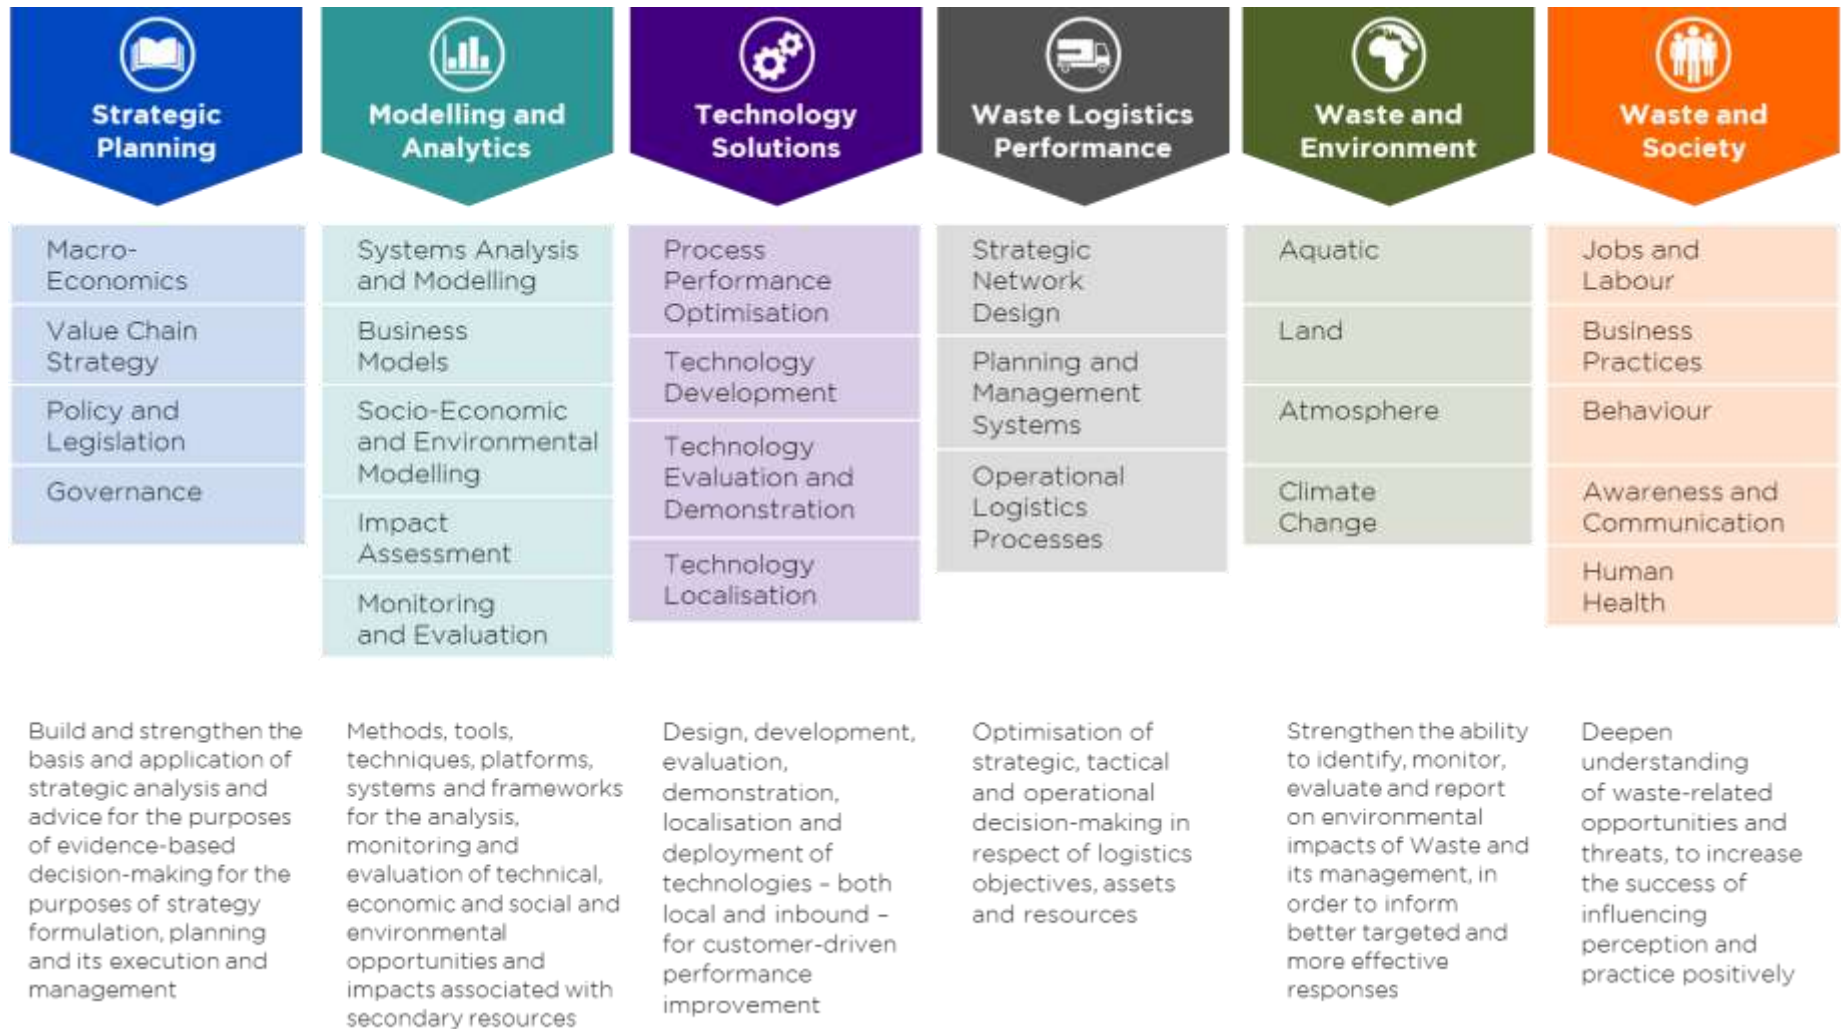 Strategic
Planning
Macro-
Economics
Value Chain
Strategy
Policy and
Legislation
Governance
Build and strengthen the
basis and application of
strategic analysis and
advice for the purposes
of evidence-based
decision-making for the
purposes of strategy
formulation, planning
and its execution and
management
Modelling and
Analytics
Systems Analysis
and Modelling
Business
Models
Socio-Economic
and Environmental
Modelling
Impact
Assessment
Monitoring
and Evaluation
Methods, tools,
techniques, platforms,
systems and frameworks
for the analysis,
monitoring and
evaluation of technical,
economic and social and
environmental
opportunities and
impacts associated with
secondary resources
Technology
Solutions
Process
Performance
Optimisation
Technology
Development
Technology
Evaluation and
Demonstration
Technology
Localisation
Design, development,
evaluation,
demonstration,
localisation and
deployment of
technologies – both
local and inbound –
for customer-driven
performance
improvement
Waste Logistics
Performance
Strategic
Network
Design
Planning and
Management
Systems
Operational
Logistics
Processes
Optimisation of
strategic, tactical
and operational
decision-making in
respect of logistics
objectives, assets
and resources
Waste and
Environment
Aquatic
Land
Atmosphere
Climate
Change
Strengthen the ability
to identify, monitor,
evaluate and report
on environmental
impacts of Waste and
its management, in
order to inform
better targeted and
more effective
responses
Waste and
Society
Jobs and
Labour
Business
Practices
Behaviour
Awareness and
Communication
Human
Health
Deepen
understanding
of waste-related
opportunities and
threats, to increase
the success of
influencing
perception and
practice positively